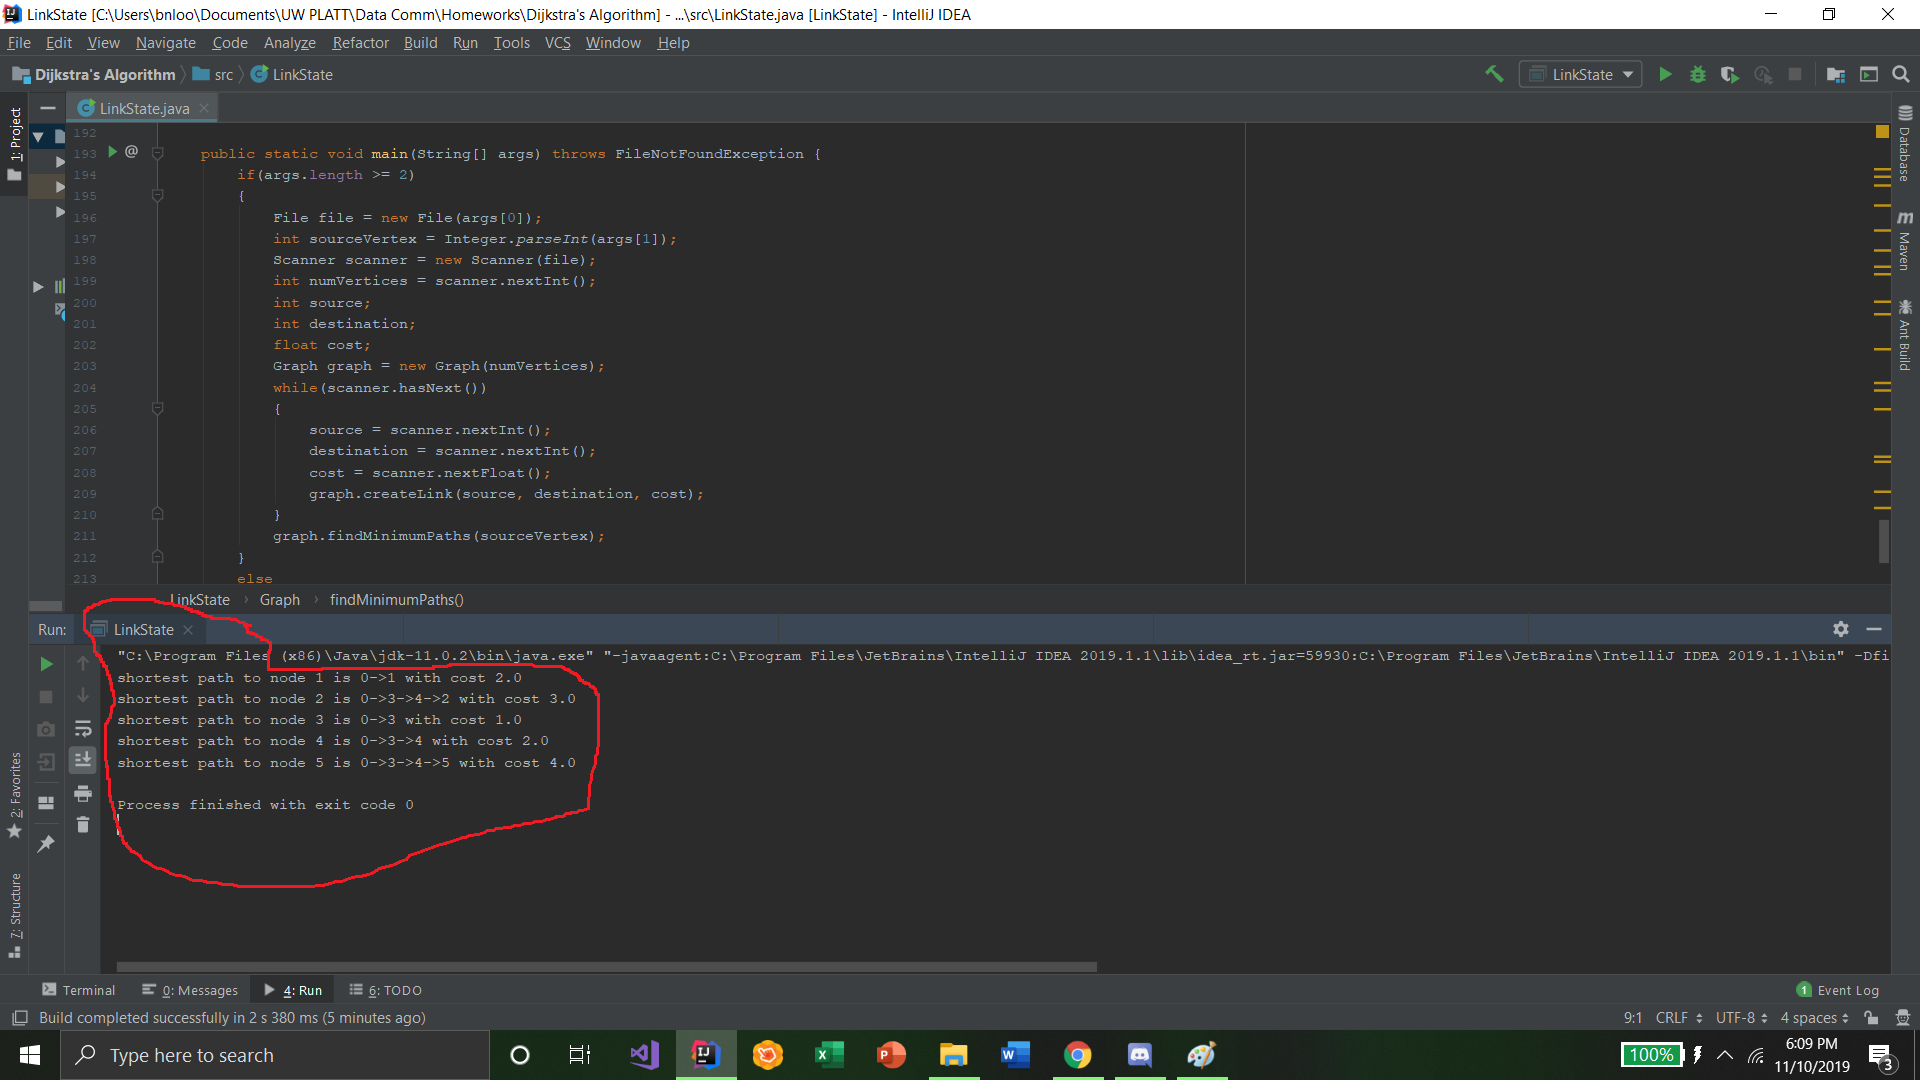 LinkState [C:\Users\bnloo\Documents\UW PLATT\Data Comm\Homeworks\Dijkstra's Algorithm] - ...\src\LinkState.java [LinkState] - IntelliJ IDEA
File Edit View Navigate Code Analyze Refactor Build Run Tools VCS Window Help
Dijkstra's Algorithm src LinkState LinkState
1: Project
LinkState.java
192
193 public static void main(String[] args) throws FileNotFoundException {
194 if(args.length >= 2)
195 {
196 File file = new File(args[0]);
197 int sourceVertex = Integer.parseInt(args[1]);
198 Scanner scanner = new Scanner(file);
199 int numVertices = scanner.nextInt();
200 int source;
201 int destination;
202 float cost;
203 Graph graph = new Graph(numVertices);
204 while(scanner.hasNext())
205 {
206 source = scanner.nextInt();
207 destination = scanner.nextInt();
208 cost = scanner.nextFloat();
209 graph.createLink(source, destination, cost);
210 }
211 graph.findMinimumPaths(sourceVertex);
212 }
213 else
Database
Maven
Ant Build
LinkState Graph findMinimumPaths()
Run: LinkState
"C:\Program Files (x86)\Java\jdk-11.0.2\bin\java.exe" "-javaagent:C:\Program Files\JetBrains\IntelliJ IDEA 2019.1.1\lib\idea_rt.jar=59930:C:\Program Files\JetBrains\IntelliJ IDEA 2019.1.1\bin" -Dfi
shortest path to node 1 is 0->1 with cost 2.0
shortest path to node 2 is 0->3->4->2 with cost 3.0
shortest path to node 3 is 0->3 with cost 1.0
shortest path to node 4 is 0->3->4 with cost 2.0
shortest path to node 5 is 0->3->4->5 with cost 4.0
Process finished with exit code 0
2: Favorites
7: Structure
Terminal 0: Messages 4: Run 6: TODO 1 Event Log
Build completed successfully in 2 s 380 ms (5 minutes ago) 9:1 CRLF UTF-8 4 spaces
Type here to search 100% 6:09 PM
11/10/2019 3